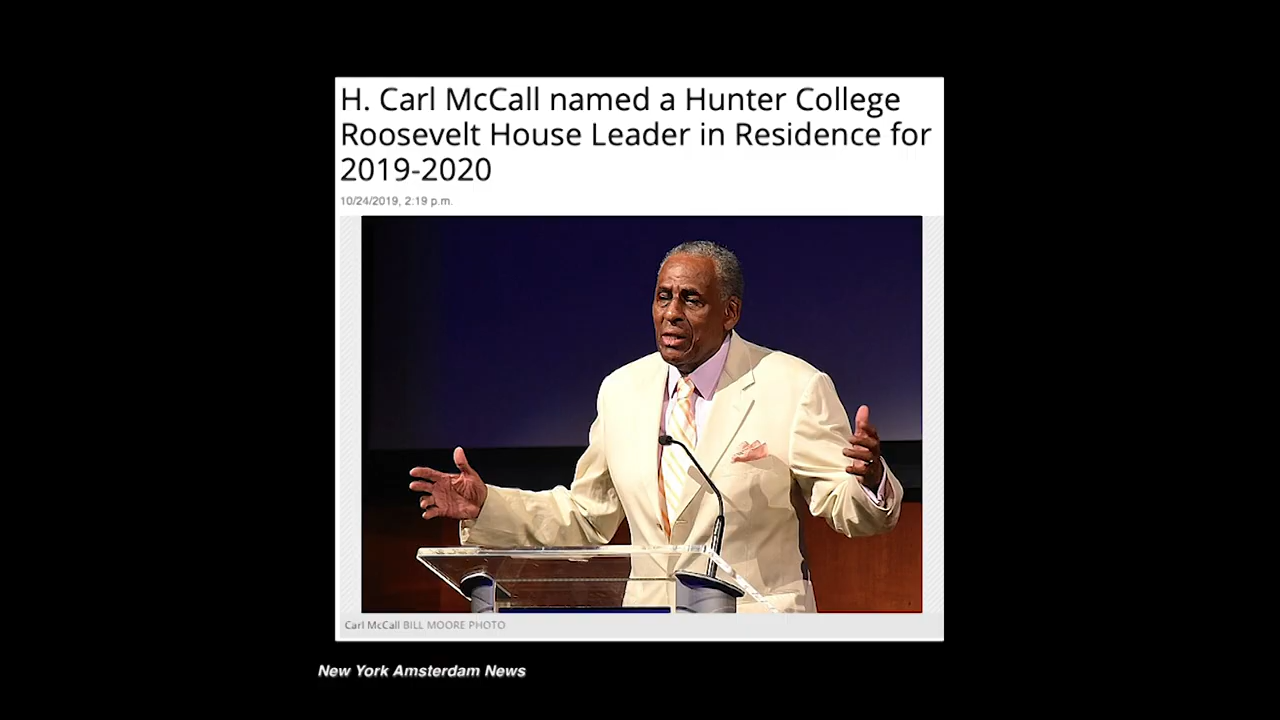 H. Carl McCall named a Hunter College
Roosevelt House Leader in Residence for
2019-2020
10/24/2019, 2:19 p.m.
Carl McCall BILL MOORE PHOTO
New York Amsterdam News